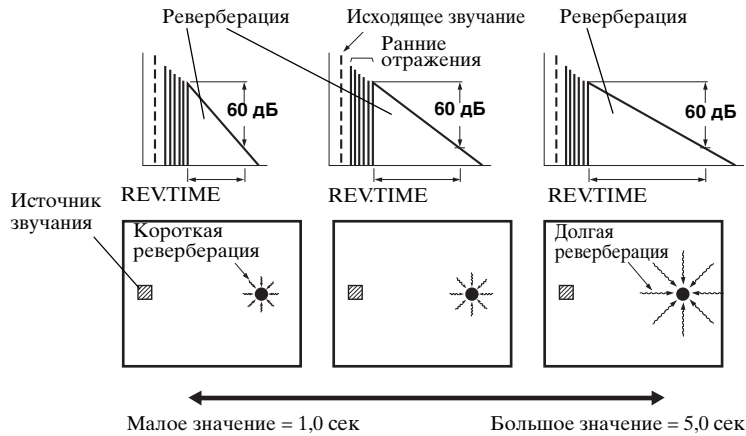 Реверберация
Исходящее звучание
Реверберация
Ранние
отражения
60 дБ
60 дБ
60 дБ
REV.TIME
REV.TIME
REV.TIME
Источник
звучания
Короткая
реверберация
Долгая
реверберация
Малое значение = 1,0 сек
Большое значение = 5,0 сек